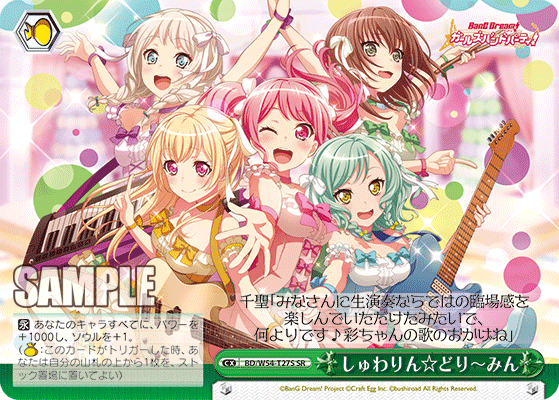 BanG Dream!
ガールズバンドパーティ!
SAMPLE
千聖「みなさんに生演奏ならではの臨場感を
楽しんでいただけたみたいで、
何よりです♪彩ちゃんの歌のおかげね」
永 あなたのキャラすべてに、パワーを
+1000し、ソウルを+1。
(:このカードがトリガーした時、あ
なたは自分の山札の上から1枚を、スト
ック置場に置いてよい)
CX BD/W54-T27S SR
しゅわりん☆どり~みん
©BanG Dream! Project ©Craft Egg Inc. ©bushiroad All Rights Reserved.